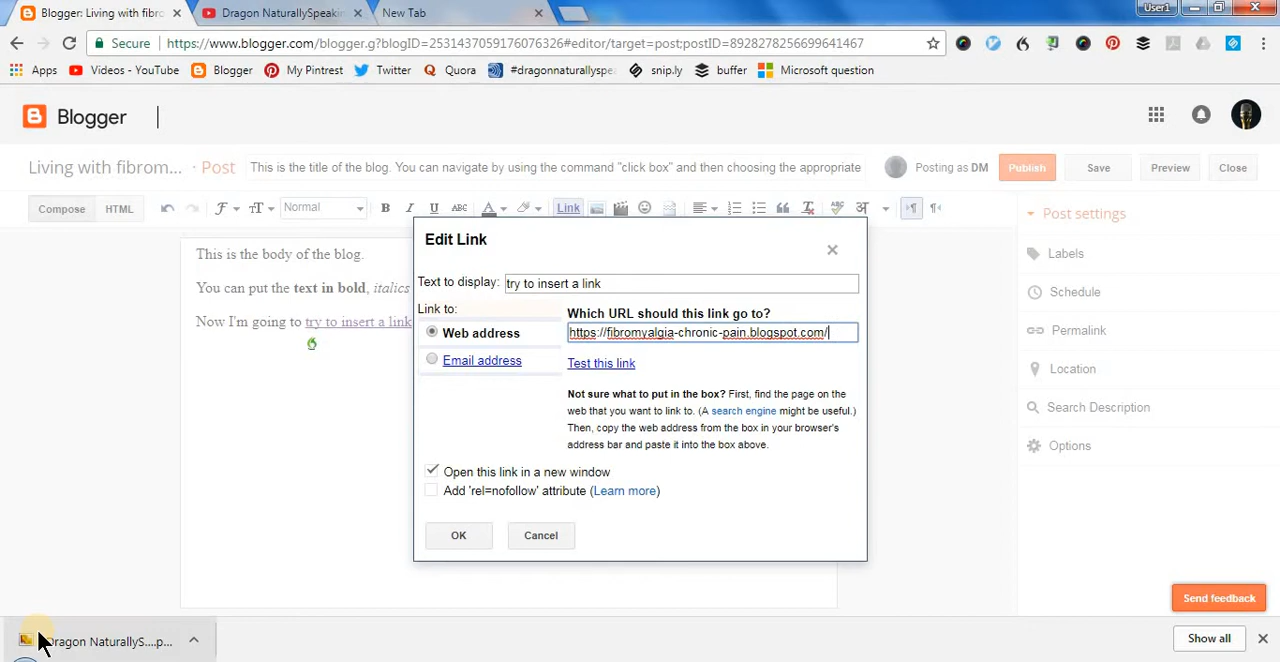 Blogger: Living with fibro
Dragon NaturallySpeakin
New Tab
User1
Secure
https://www.blogger.com/blogger.g?blogID=2531437059176076326#editor/target=post;postID=8928278256699641467
Apps
Videos - YouTube
Blogger
My Pintrest
Twitter
Quora
#dragonnaturallyspea
snip.ly
buffer
Microsoft question
Blogger
Living with fibrom...
· Post
This is the title of the blog. You can navigate by using the command "click box" and then choosing the appropriate
Posting as DM
Publish
Save
Preview
Close
Compose
HTML
Normal
B
I
U
ABC
A
Link
Post settings
Labels
Schedule
Permalink
Location
Search Description
Options
This is the body of the blog.
You can put the text in bold, italics
Now I'm going to try to insert a link
Edit Link
Text to display:
try to insert a link
Link to:
Web address
Email address
Which URL should this link go to?
https://fibromyalgia-chronic-pain.blogspot.com/
Test this link
Not sure what to put in the box? First, find the page on the
web that you want to link to. (A search engine might be useful.)
Then, copy the web address from the box in your browser's
address bar and paste it into the box above.
Open this link in a new window
Add 'rel=nofollow' attribute (Learn more)
OK
Cancel
Send feedback
Dragon NaturallyS....p...
Show all